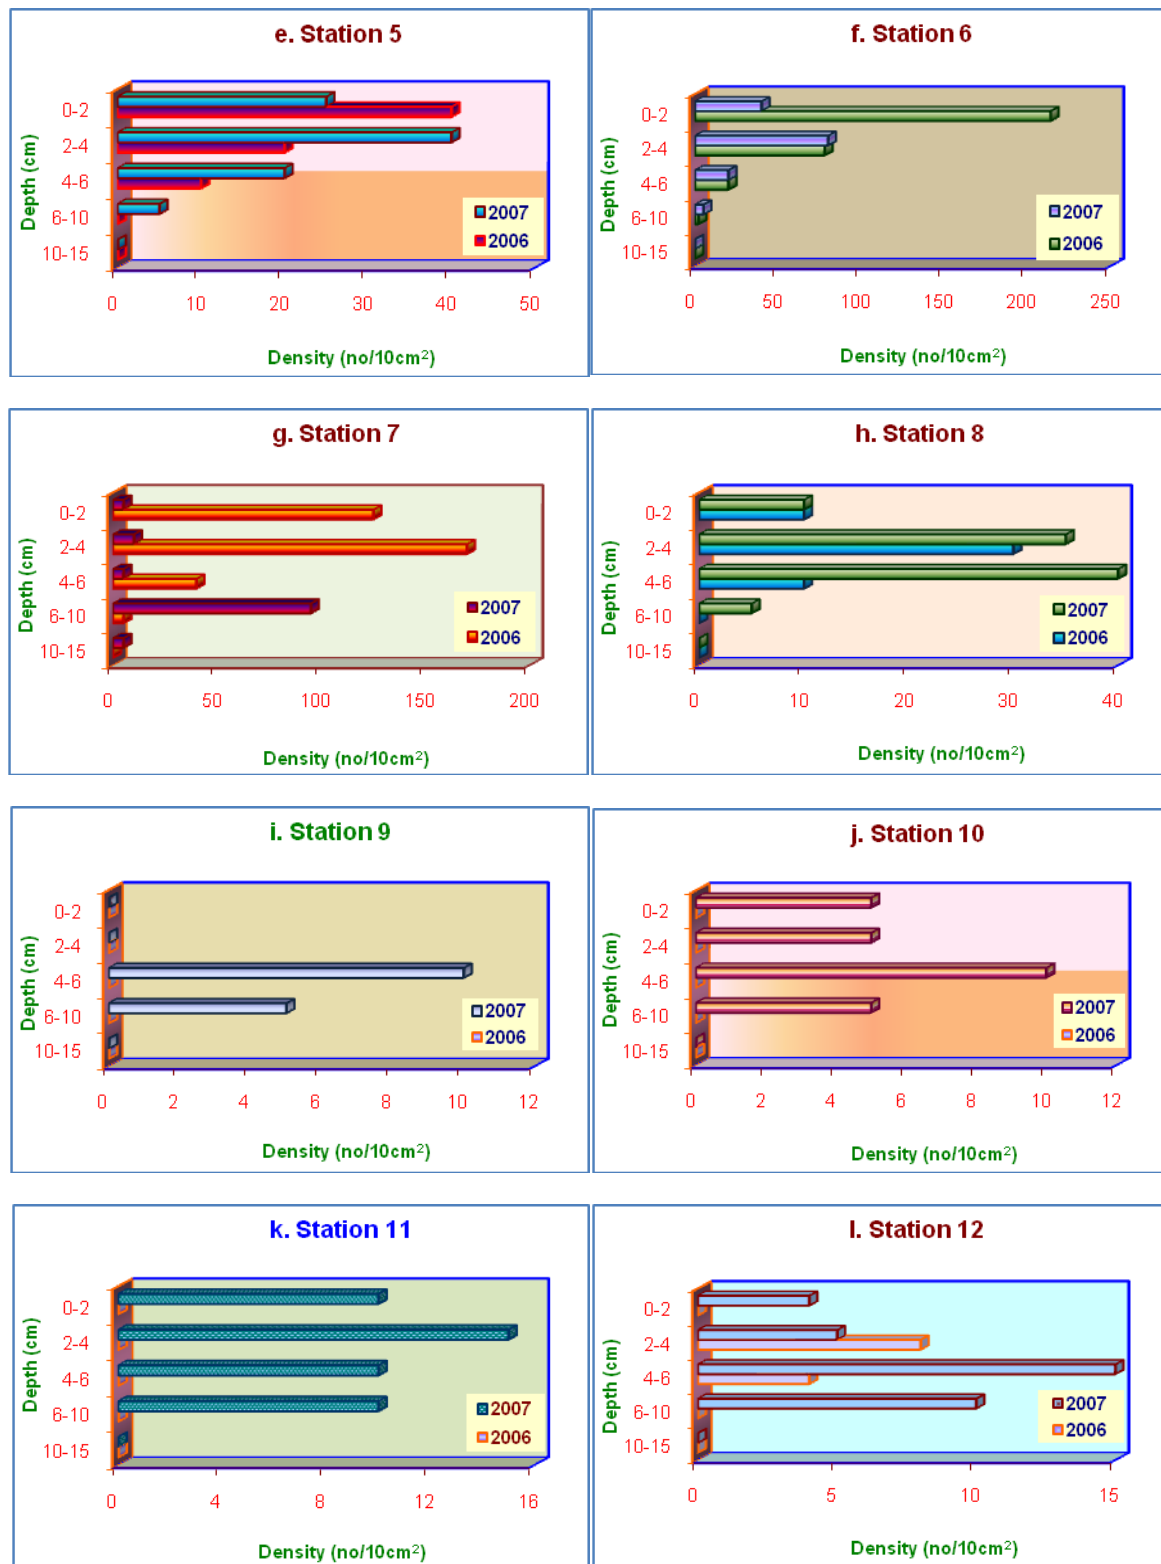 e. Station 5
Depth (cm)
0-2
2-4
4-6
6-10
10-15
2007
2006
0 10 20 30 40 50
Density (no/10cm²)
f. Station 6
Depth (cm)
0-2
2-4
4-6
6-10
10-15
2007
2006
0 50 100 150 200 250
Density (no/10cm²)
g. Station 7
Depth (cm)
0-2
2-4
4-6
6-10
10-15
2007
2006
0 50 100 150 200
Density (no/10cm²)
h. Station 8
Depth (cm)
0-2
2-4
4-6
6-10
10-15
2007
2006
0 10 20 30 40
Density (no/10cm²)
i. Station 9
Depth (cm)
0-2
2-4
4-6
6-10
10-15
2007
2006
0 2 4 6 8 10 12
Density (no/10cm²)
j. Station 10
Depth (cm)
0-2
2-4
4-6
6-10
10-15
2007
2006
0 2 4 6 8 10 12
Density (no/10cm²)
k. Station 11
Depth (cm)
0-2
2-4
4-6
6-10
10-15
2007
2006
0 4 8 12 16
Density (no/10cm²)
l. Station 12
Depth (cm)
0-2
2-4
4-6
6-10
10-15
2007
2006
0 5 10 15
Density (no/10cm²)